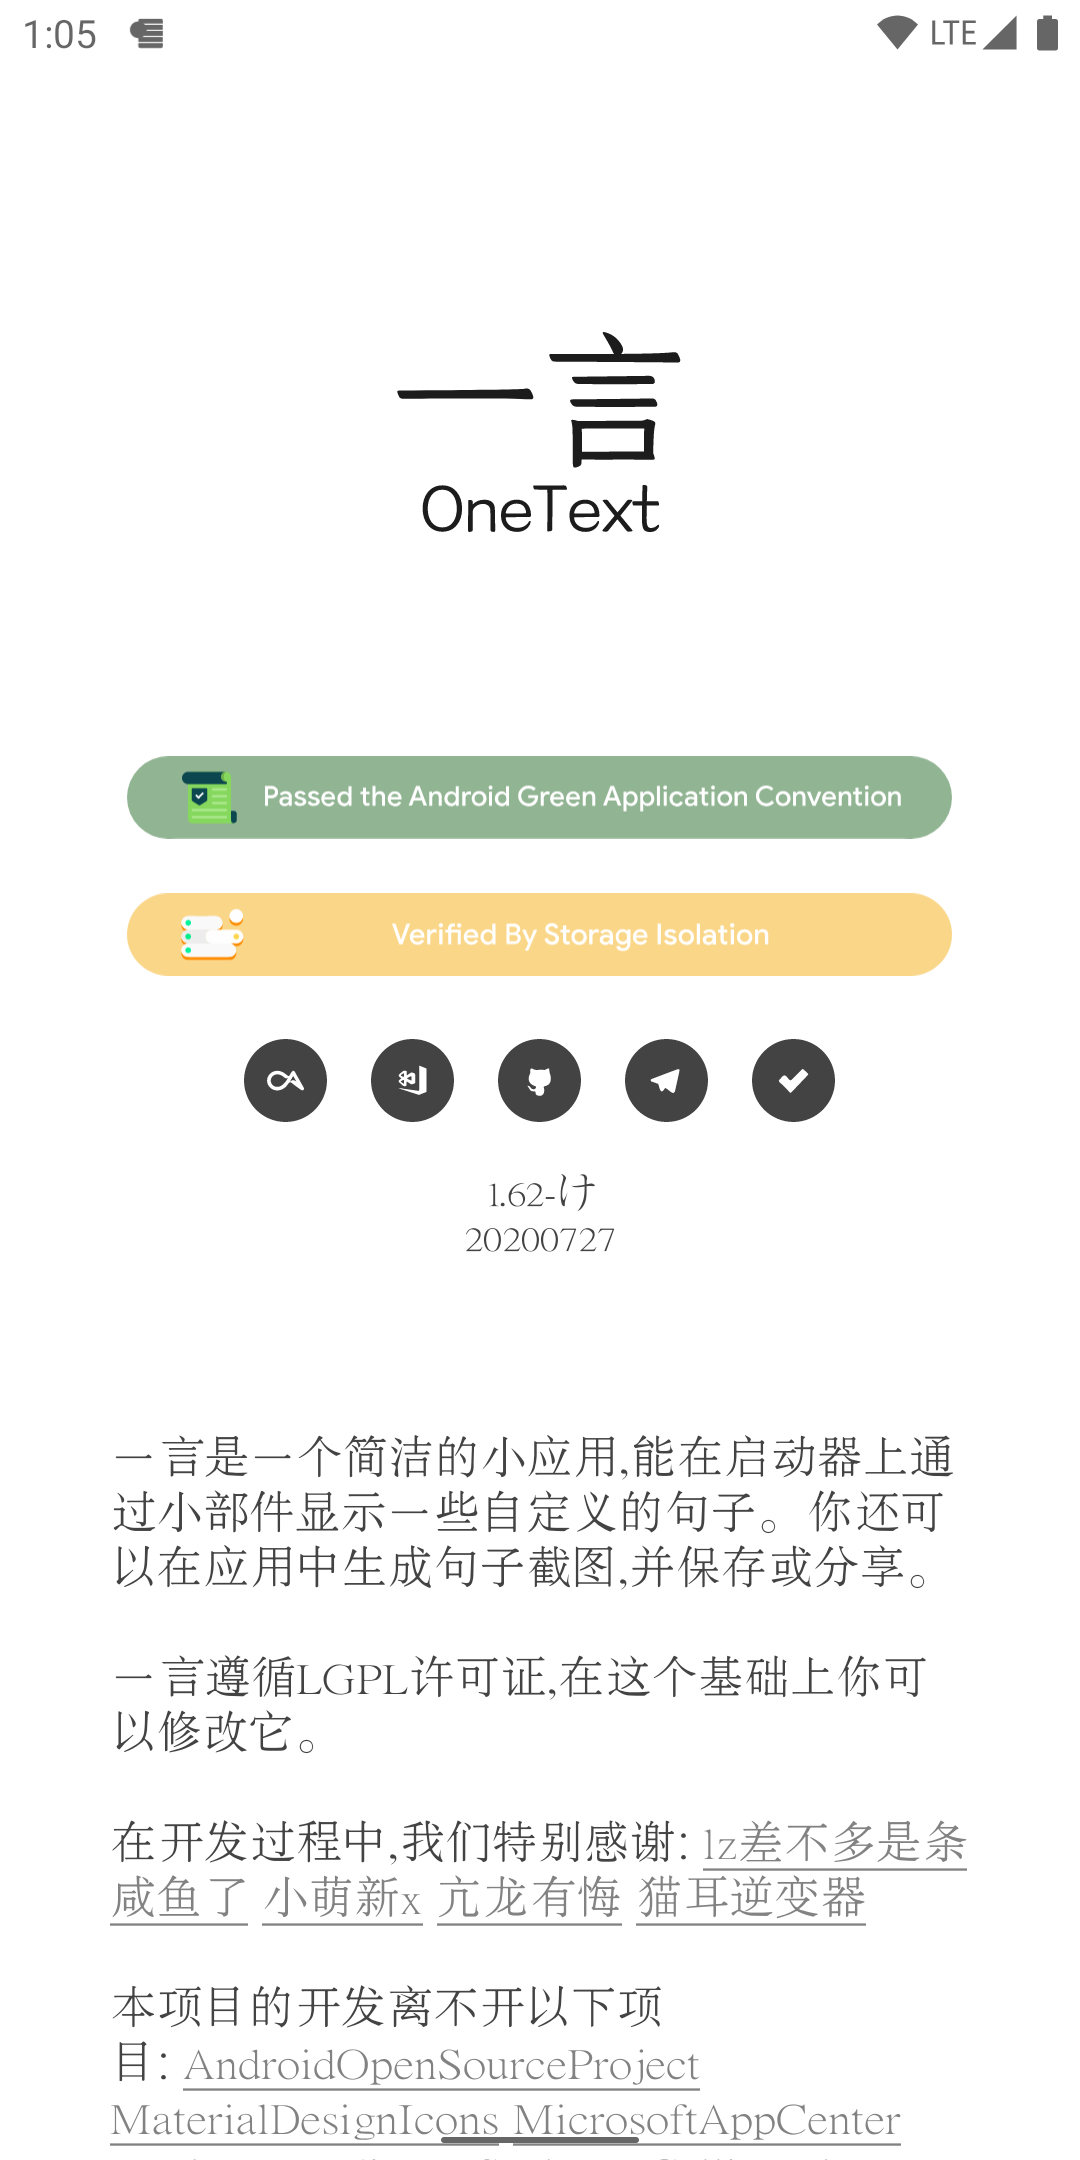 1:05
LTE
一言
OneText
Passed the Android Green Application Convention
Verified By Storage Isolation
1.62-け
20200727
一言是一个简洁的小应用,能在启动器上通
过小部件显示一些自定义的句子。你还可
以在应用中生成句子截图,并保存或分享。
一言遵循LGPL许可证,在这个基础上你可
以修改它。
在开发过程中,我们特别感谢: lz差不多是条
咸鱼了 小萌新x 亢龙有悔 猫耳逆变器
本项目的开发离不开以下项
目: AndroidOpenSourceProject
MaterialDesignIcons MicrosoftAppCenter